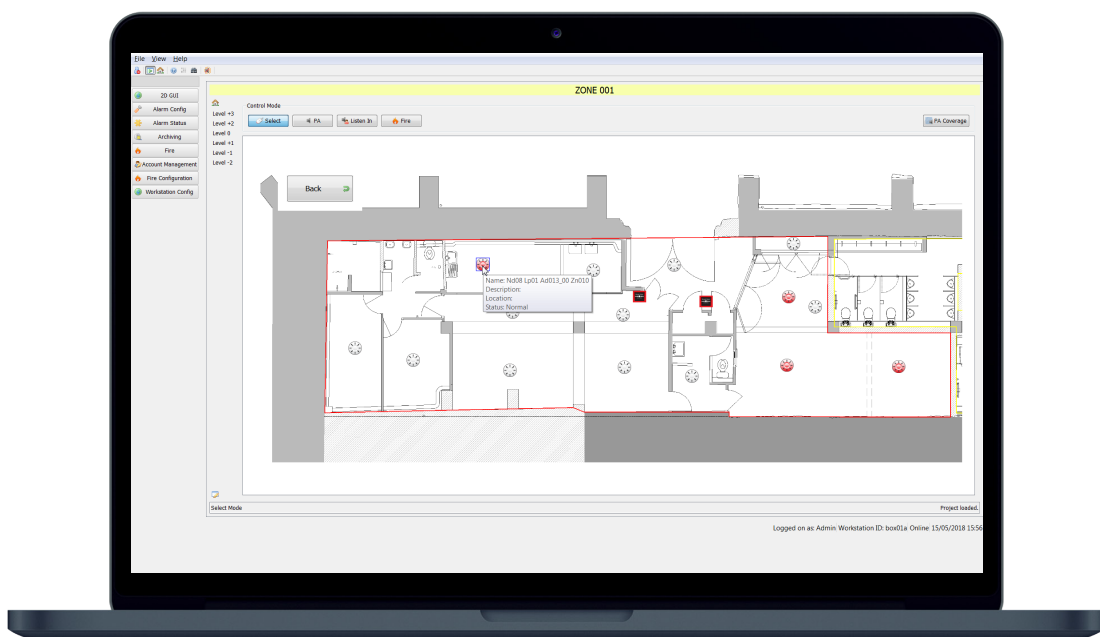 File View Help
ZONE 001
2D GUI
Alarm Config
Alarm Status
Archiving
Fire
Account Management
Fire Configuration
Workstation Config
Level +3
Level +2
Level 0
Level +1
Level -1
Level -2
Control Mode
Select PA Listen In Fire PA Coverage
Back
Name: Nd08 Lp01 Ad013_00 Zn010
Description:
Location:
Status: Normal
Select Mode Project loaded.
Logged on as: Admin Workstation ID: box01a Online 15/05/2018 15:56